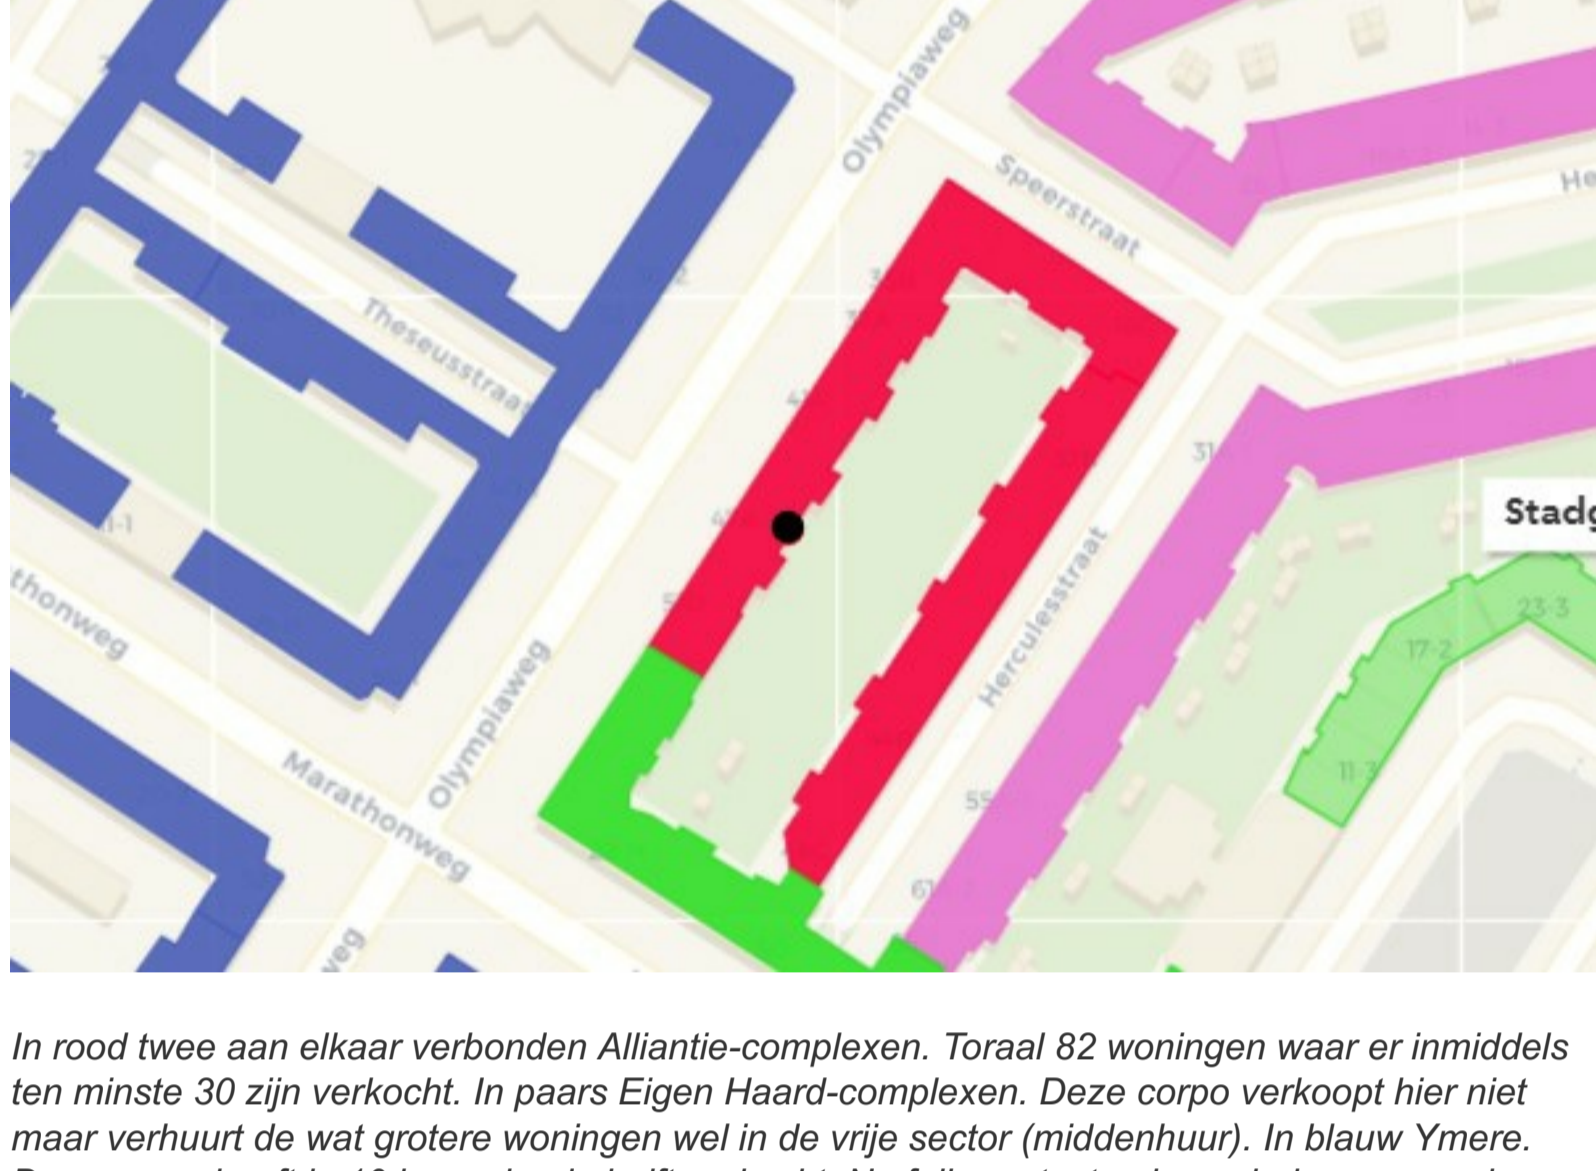 Olympiaweg
Speerstraat
He
Theseusstraat
31
Stadg
11-1
23-3
17-2
Herculesstraat
thonweg
Olympiaweg
11-3
Marathonweg
55
61
weg
In rood twee aan elkaar verbonden Alliantie-complexen. Toraal 82 woningen waar er inmiddels
ten minste 30 zijn verkocht. In paars Eigen Haard-complexen. Deze corpo verkoopt hier niet
maar verhuurt de wat grotere woningen wel in de vrije sector (middenhuur). In blauw Ymere.